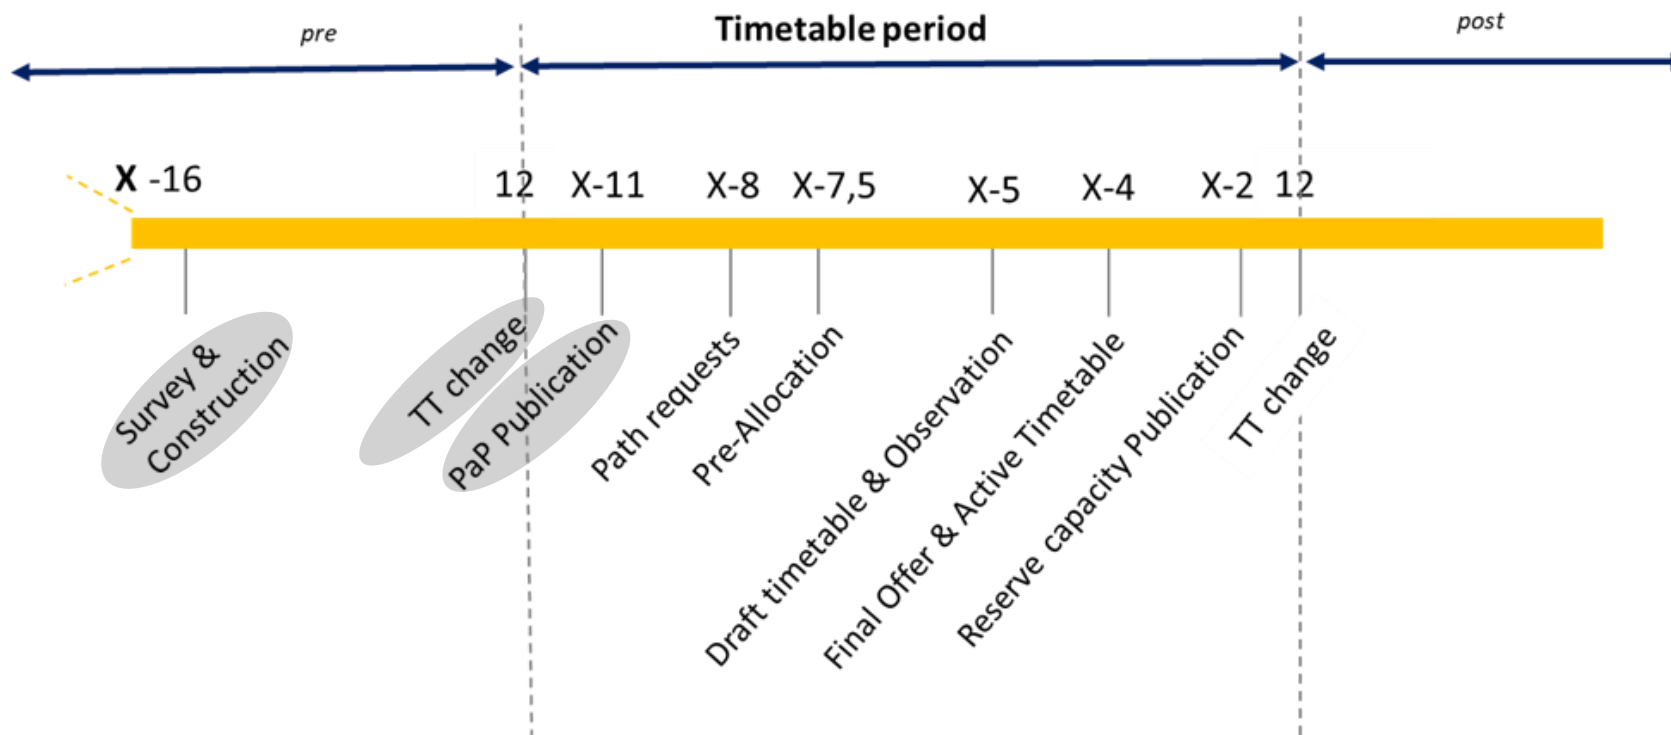 pre
Timetable period
post
X -16
12
X-11
X-8
X-7,5
X-5
X-4
X-2
12
Survey &
Construction
TT change
PaP Publication
Path requests
Pre-Allocation
Draft timetable & Observation
Final Offer & Active Timetable
Reserve capacity Publication
TT change